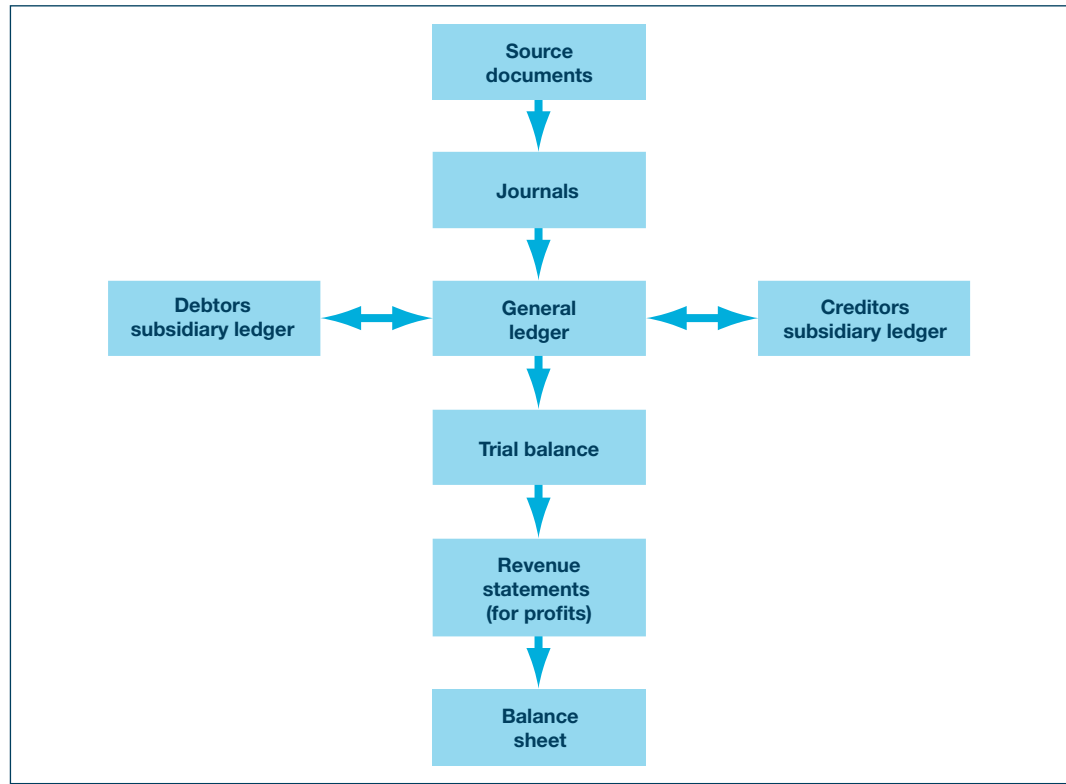 Source
documents
Journals
Debtors
subsidiary ledger
General
ledger
Creditors
subsidiary ledger
Trial balance
Revenue
statements
(for profits)
Balance
sheet